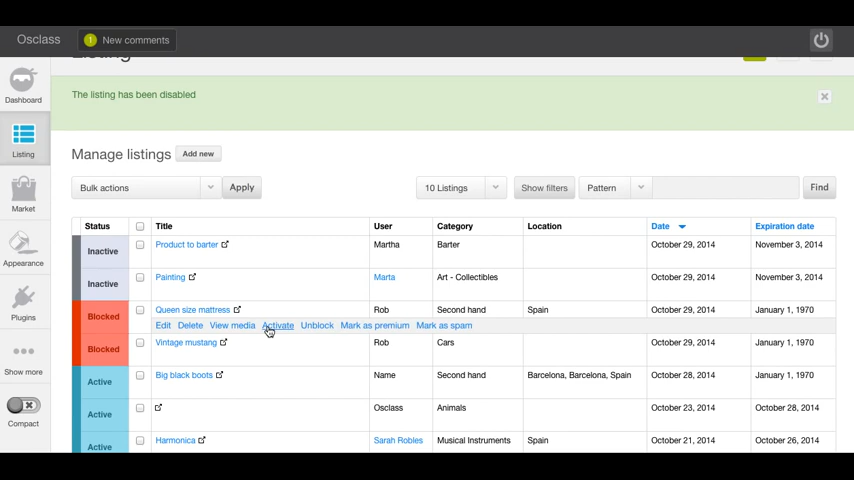 Osclass
1 New comments
Listing
The listing has been disabled
Dashboard
Listing
Market
Appearance
Plugins
Show more
Compact
Manage listings Add new
Bulk actions Apply 10 Listings Show filters Pattern Find
Status Title User Category Location Date Expiration date
Inactive Product to barter Martha Barter October 29, 2014 November 3, 2014
Inactive Painting Marta Art - Collectibles October 29, 2014 November 3, 2014
Blocked Queen size mattress Rob Second hand Spain October 29, 2014 January 1, 1970
Edit Delete View media Activate Unblock Mark as premium Mark as spam
Blocked Vintage mustang Rob Cars October 29, 2014 January 1, 1970
Active Big black boots Name Second hand Barcelona, Barcelona, Spain October 28, 2014 January 1, 1970
Active Osclass Animals October 23, 2014 October 28, 2014
Active Harmonica Sarah Robles Musical Instruments Spain October 21, 2014 October 26, 2014